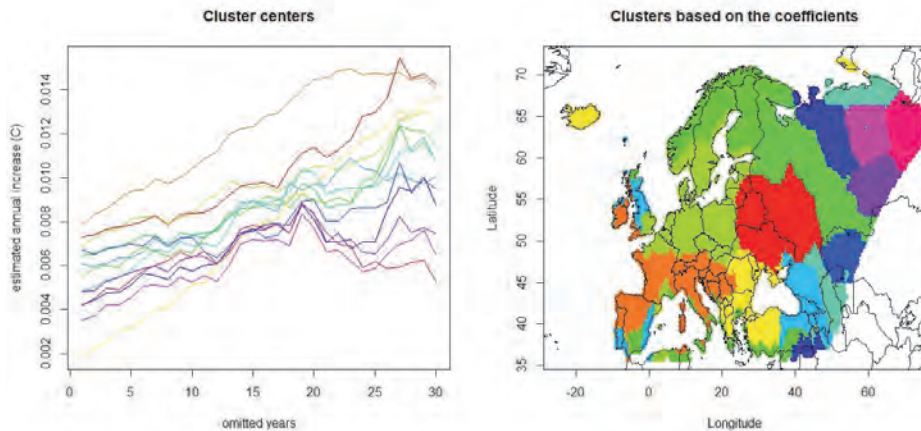 Cluster centers
estimated annual increase (C)
0.014
0.012
0.010
0.008
0.006
0.004
0.002
0 5 10 15 20 25 30
omitted years
Clusters based on the coefficients
Latitude
70
65
60
55
50
45
40
35
-20 0 20 40 60
Longitude